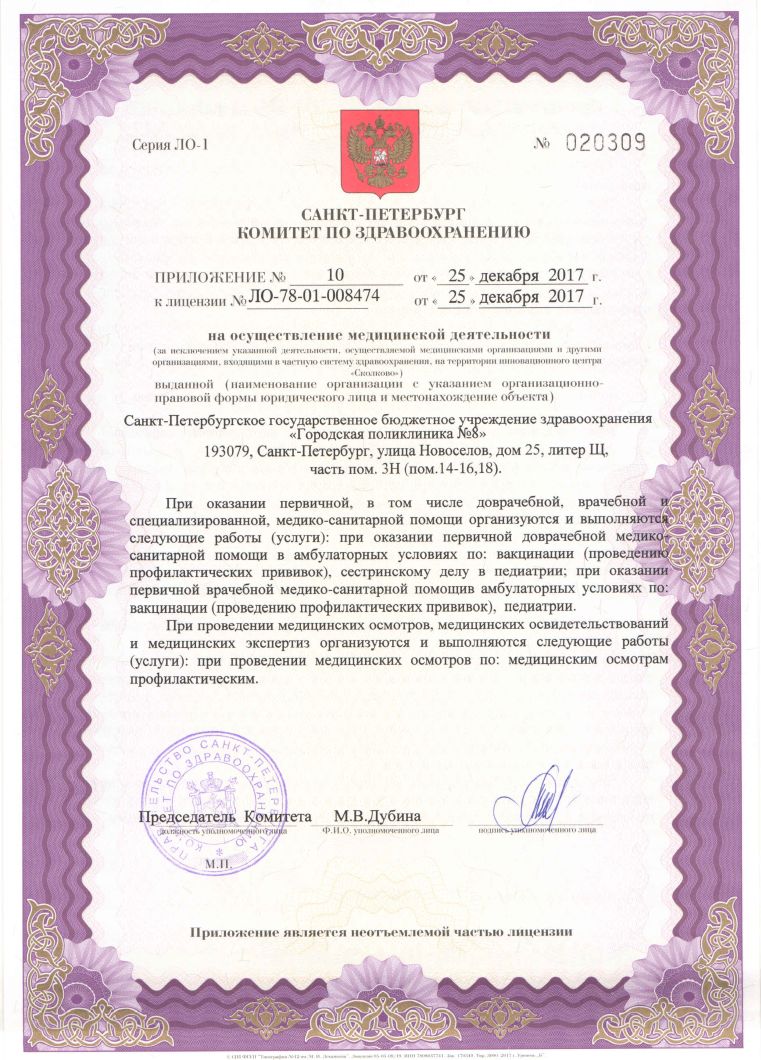 Серия ЛО-1
№ 020309
САНКТ-ПЕТЕРБУРГ
КОМИТЕТ ПО ЗДРАВООХРАНЕНИЮ
ПРИЛОЖЕНИЕ № 10 от « 25 » декабря 2017 г.
к лицензии № ЛО-78-01-008474 от « 25 » декабря 2017 г.
на осуществление медицинской деятельности
(за исключением указанной деятельности, осуществляемой медицинскими организациями и другими
организациями, входящими в частную систему здравоохранения, на территории инновационного центра
«Сколково»)
выданной (наименование организации с указанием организационно-
правовой формы юридического лица и местонахождение объекта)
Санкт-Петербургское государственное бюджетное учреждение здравоохранения
«Городская поликлиника №8»
193079, Санкт-Петербург, улица Новоселов, дом 25, литер Щ,
часть пом. 3Н (пом.14-16,18).
При оказании первичной, в том числе доврачебной, врачебной и
специализированной, медико-санитарной помощи организуются и выполняются
следующие работы (услуги): при оказании первичной доврачебной медико-
санитарной помощи в амбулаторных условиях по: вакцинации (проведению
профилактических прививок), сестринскому делу в педиатрии; при оказании
первичной врачебной медико-санитарной помощив амбулаторных условиях по:
вакцинации (проведению профилактических прививок), педиатрии.
При проведении медицинских осмотров, медицинских освидетельствований
и медицинских экспертиз организуются и выполняются следующие работы
(услуги): при проведении медицинских осмотров по: медицинским осмотрам
профилактическим.
ПРАВИТЕЛЬСТВО САНКТ-ПЕТЕРБУРГА
КОМИТЕТ ПО ЗДРАВООХРАНЕНИЮ
Председатель Комитета М.В.Дубина
должность уполномоченного лица Ф.И.О. уполномоченного лица подпись уполномоченного лица
М.П.
Приложение является неотъемлемой частью лицензии